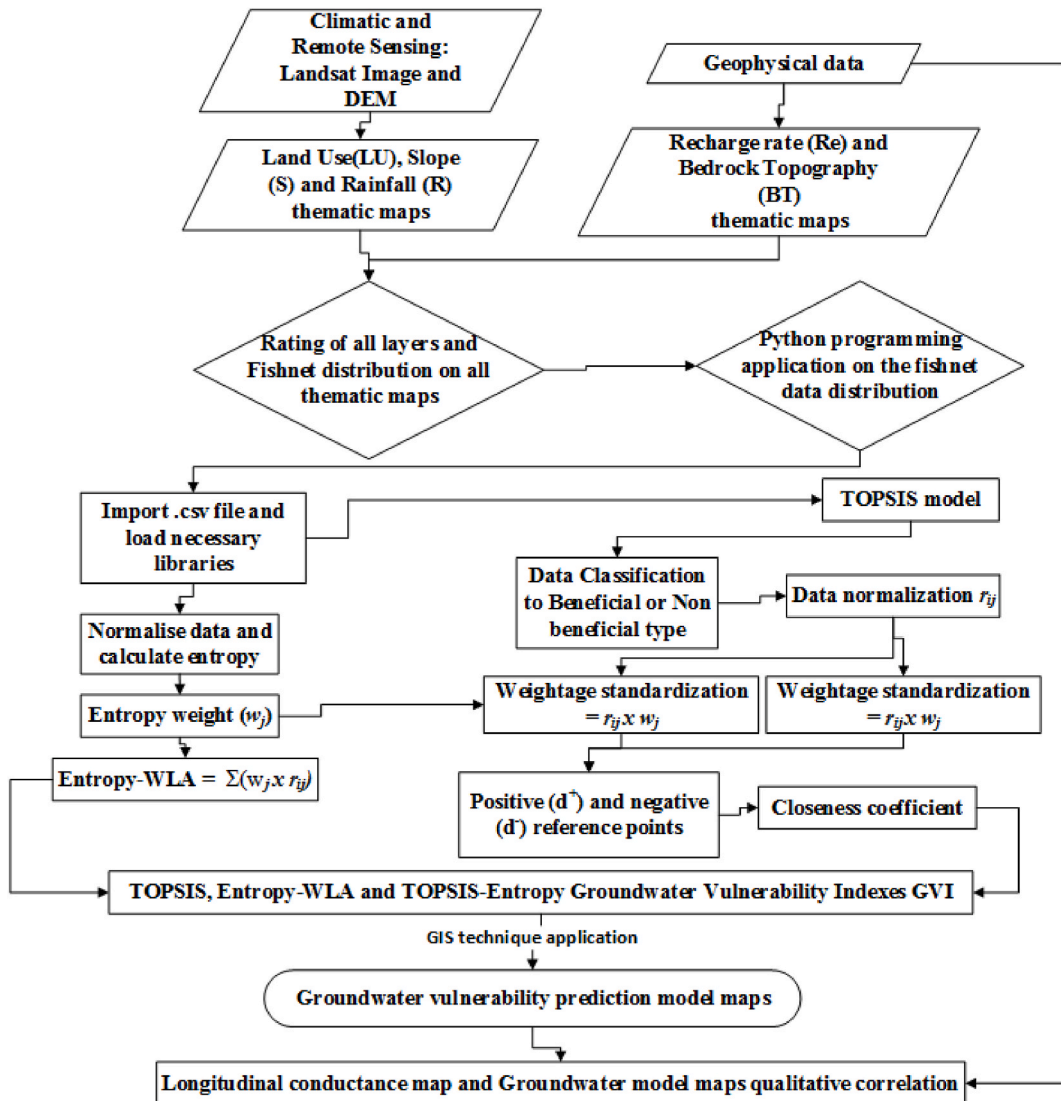 Climatic and
Remote Sensing:
Landsat Image and
DEM
Geophysical data
Land Use(LU), Slope
(S) and Rainfall (R)
thematic maps
Recharge rate (Re) and
Bedrock Topography
(BT)
thematic maps
Rating of all layers and
Fishnet distribution on all
thematic maps
Python programming
application on the fishnet
data distribution
Import .csv file and
load necessary
libraries
TOPSIS model
Data Classification
to Beneficial or Non
beneficial type
Data normalization rij
Normalise data and
calculate entropy
Entropy weight (wj)
Weightage standardization
= rij x wj
Weightage standardization
= rij x wj
Entropy-WLA = Σ(wj x rij)
Positive (d+) and negative
(d-) reference points
Closeness coefficient
TOPSIS, Entropy-WLA and TOPSIS-Entropy Groundwater Vulnerability Indexes GVI
GIS technique application
Groundwater vulnerability prediction model maps
Longitudinal conductance map and Groundwater model maps qualitative correlation